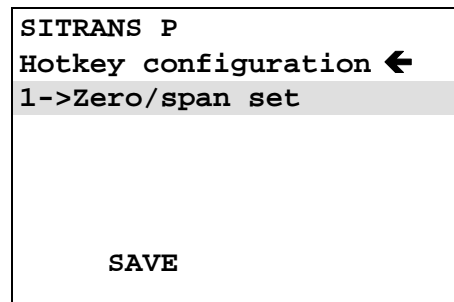 SITRANS P
Hotkey configuration 🡸
1->Zero/span set
SAVE